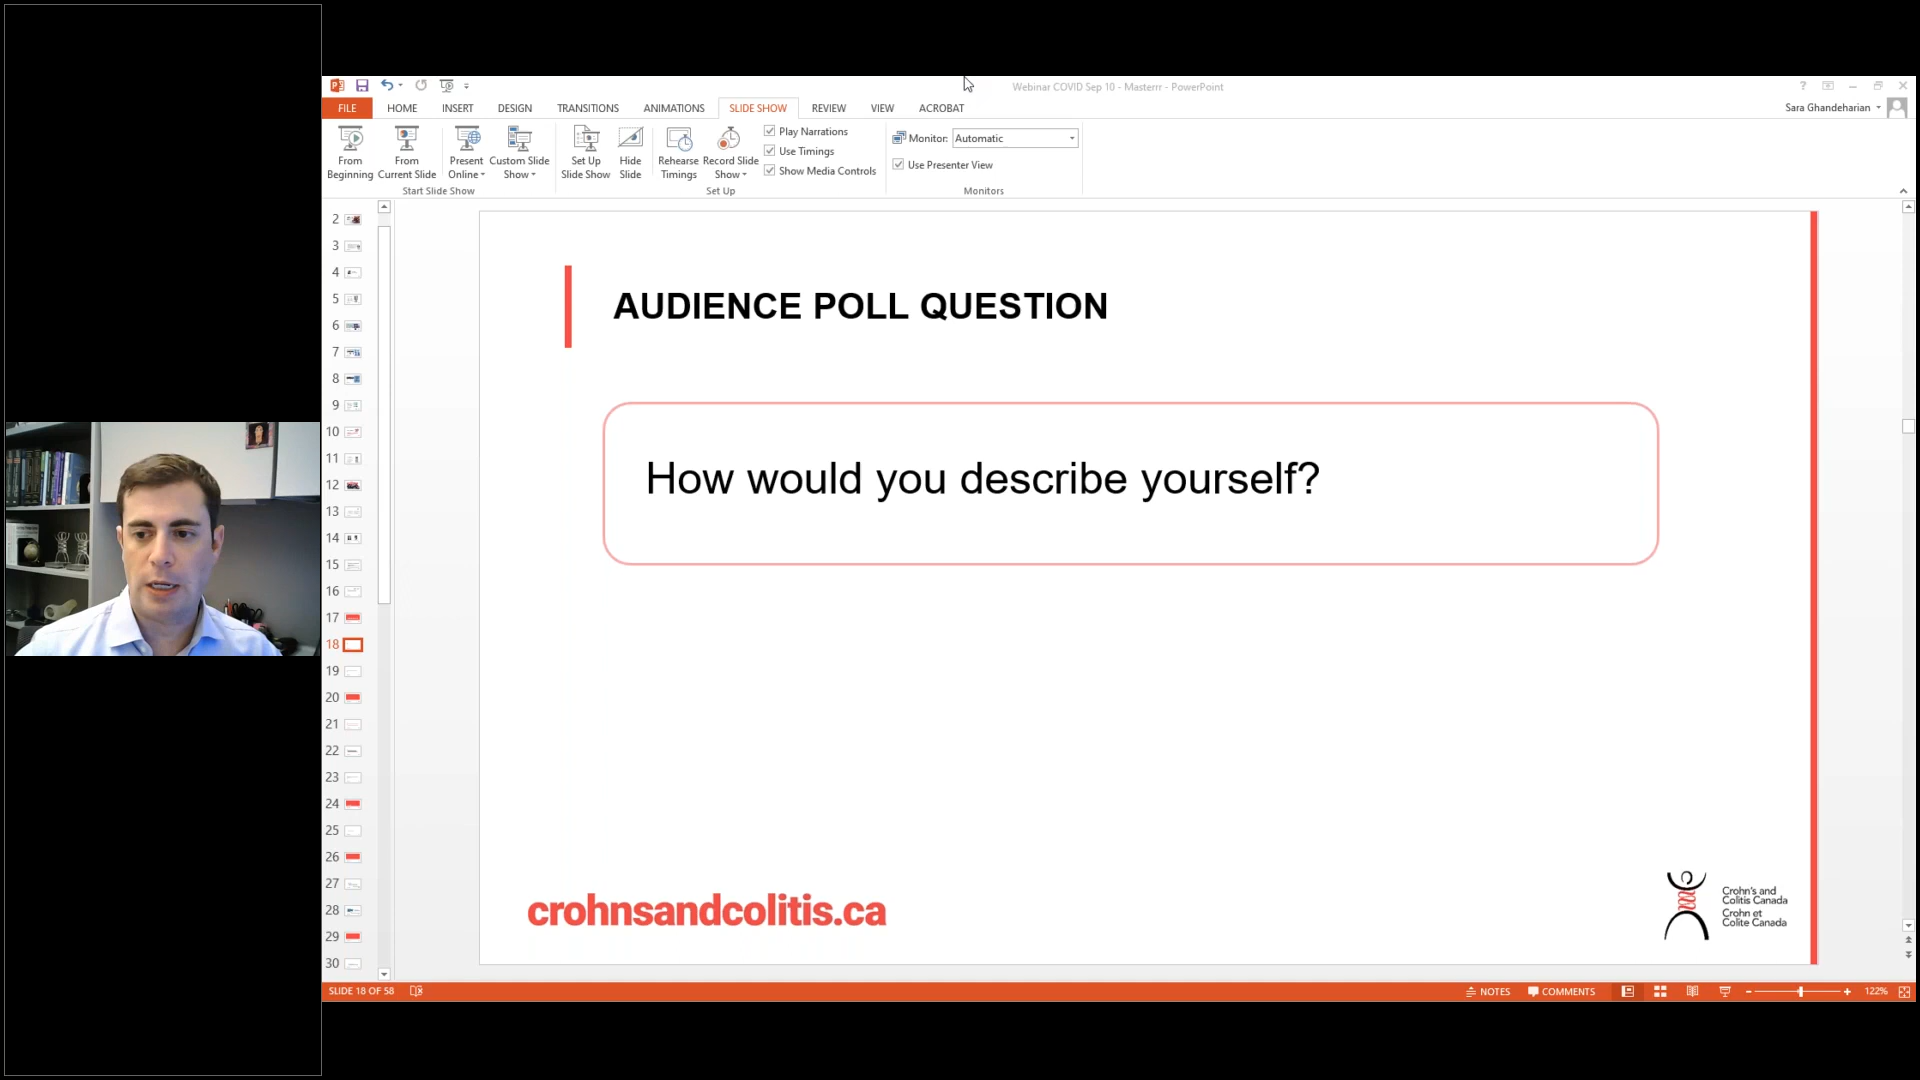 Webinar COVID Sep 10 - Masterrr - PowerPoint
?
FILE
HOME
INSERT
DESIGN
TRANSITIONS
ANIMATIONS
SLIDE SHOW
REVIEW
VIEW
ACROBAT
Sara Ghandeharian
From
Beginning
From
Current Slide
Present
Online
Custom Slide
Show
Set Up
Slide Show
Hide
Slide
Rehearse
Timings
Record Slide
Show
Play Narrations
Use Timings
Show Media Controls
Monitor: Automatic
Use Presenter View
Start Slide Show
Set Up
Monitors
2
3
4
5
6
7
8
9
10
11
12
13
14
15
16
17
18
19
20
21
22
23
24
25
26
27
28
29
30
AUDIENCE POLL QUESTION
How would you describe yourself?
crohnsandcolitis.ca
Crohn's and
Colitis Canada
Crohn et
Colite Canada
SLIDE 18 OF 58
NOTES
COMMENTS
122%